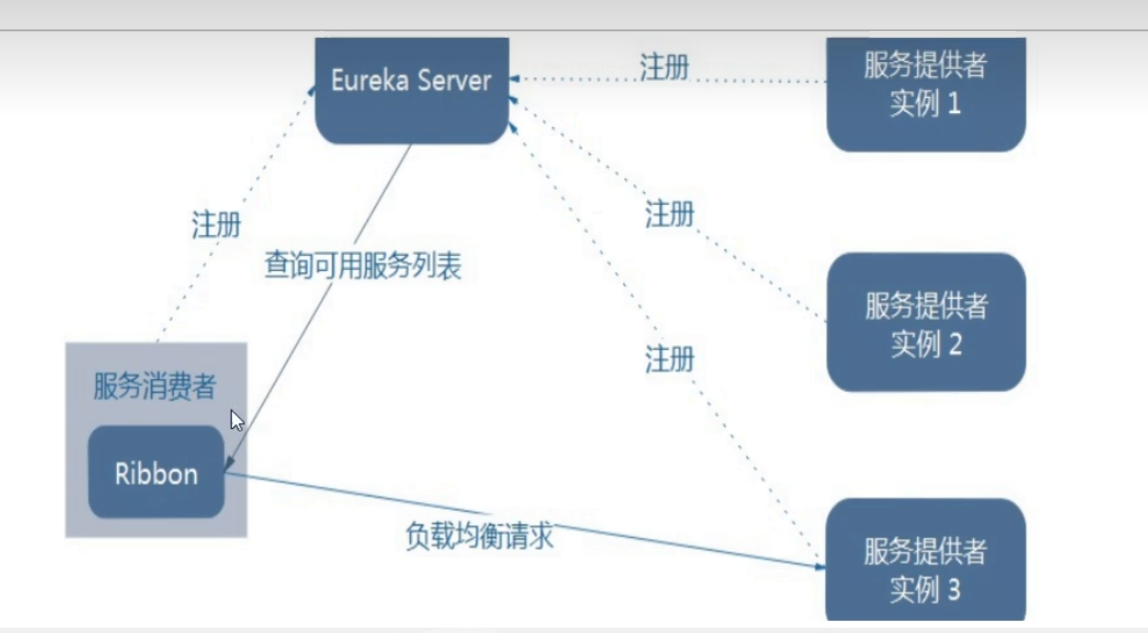 Eureka Server
注册
服务提供者
实例 1
注册
注册
查询可用服务列表
服务提供者
实例 2
注册
服务消费者
Ribbon
负载均衡请求
服务提供者
实例 3